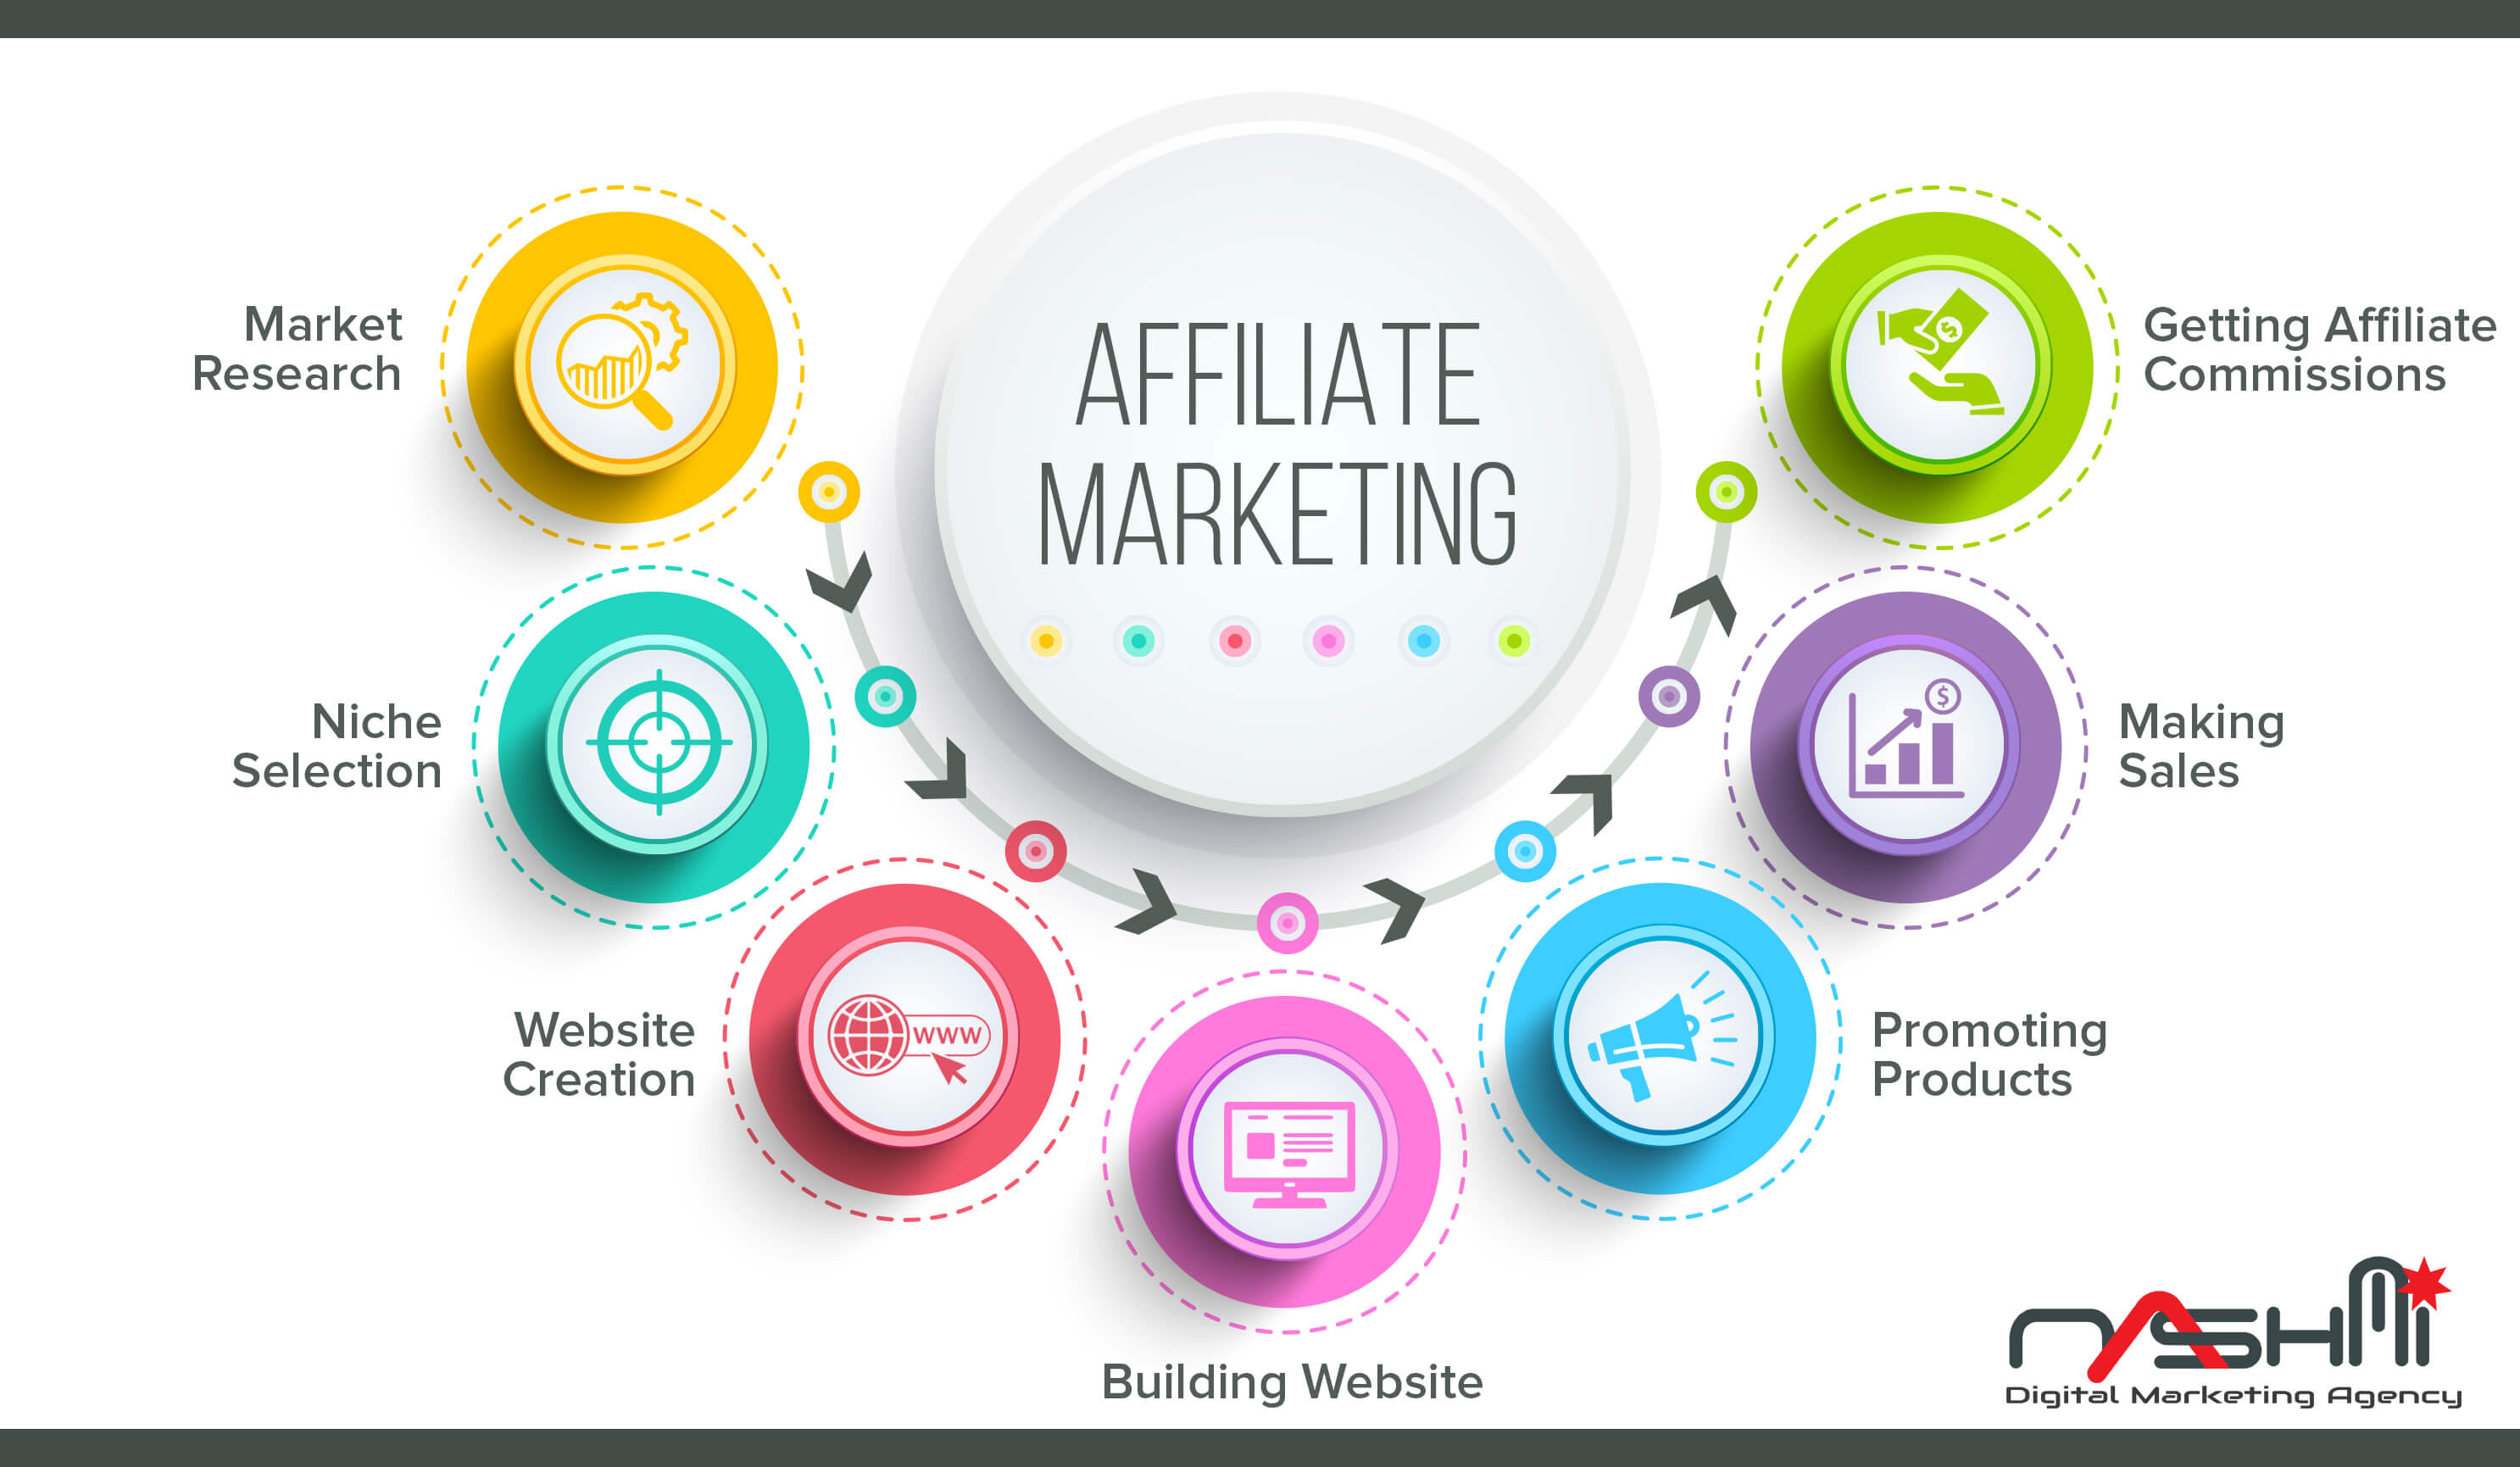 AFFILIATE
MARKETING
Market
Research
Niche
Selection
Website
Creation
www
Building Website
Promoting
Products
Making
Sales
$
Getting Affiliate
Commissions
$
NASHMI
Digital Marketing Agency